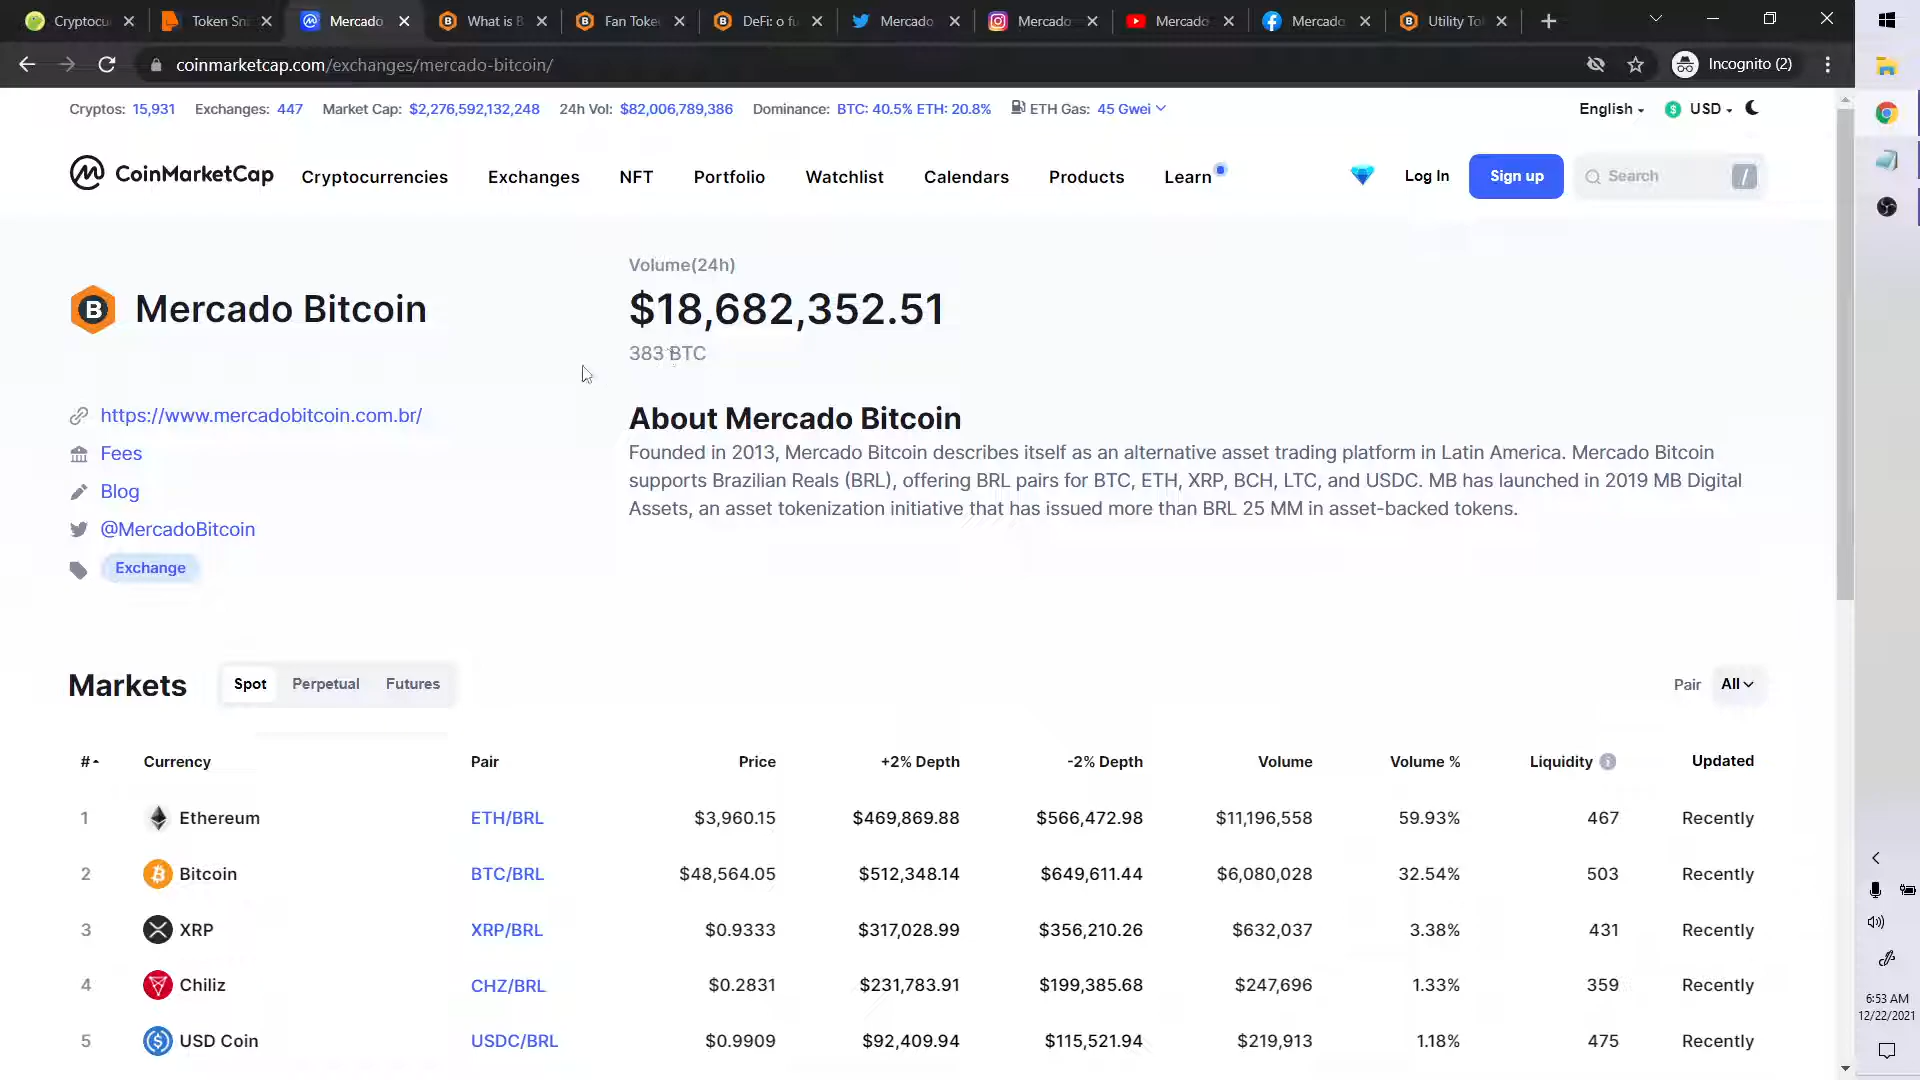 Cryptocu
Token Sn
Mercado
What is B
Fan Toke
DeFi: o fu
Mercado
Mercado
Mercado
Mercado
Utility To
coinmarketcap.com/exchanges/mercado-bitcoin/
Incognito (2)
Cryptos: 15,931 Exchanges: 447 Market Cap: $2,276,592,132,248 24h Vol: $82,006,789,386 Dominance: BTC: 40.5% ETH: 20.8% ETH Gas: 45 Gwei
English
USD
CoinMarketCap
Cryptocurrencies Exchanges NFT Portfolio Watchlist Calendars Products Learn
Log In
Sign up
Search /
Mercado Bitcoin
https://www.mercadobitcoin.com.br/
Fees
Blog
@MercadoBitcoin
Exchange
Volume(24h)
$18,682,352.51
383 BTC
About Mercado Bitcoin
Founded in 2013, Mercado Bitcoin describes itself as an alternative asset trading platform in Latin America. Mercado Bitcoin
supports Brazilian Reals (BRL), offering BRL pairs for BTC, ETH, XRP, BCH, LTC, and USDC. MB has launched in 2019 MB Digital
Assets, an asset tokenization initiative that has issued more than BRL 25 MM in asset-backed tokens.
Markets
Spot Perpetual Futures
Pair All
# Currency Pair Price +2% Depth -2% Depth Volume Volume % Liquidity Updated
1 Ethereum ETH/BRL $3,960.15 $469,869.88 $566,472.98 $11,196,558 59.93% 467 Recently
2 Bitcoin BTC/BRL $48,564.05 $512,348.14 $649,611.44 $6,080,028 32.54% 503 Recently
3 XRP XRP/BRL $0.9333 $317,028.99 $356,210.26 $632,037 3.38% 431 Recently
4 Chiliz CHZ/BRL $0.2831 $231,783.91 $199,385.68 $247,696 1.33% 359 Recently
5 USD Coin USDC/BRL $0.9909 $92,409.94 $115,521.94 $219,913 1.18% 475 Recently
6:53 AM
12/22/2021